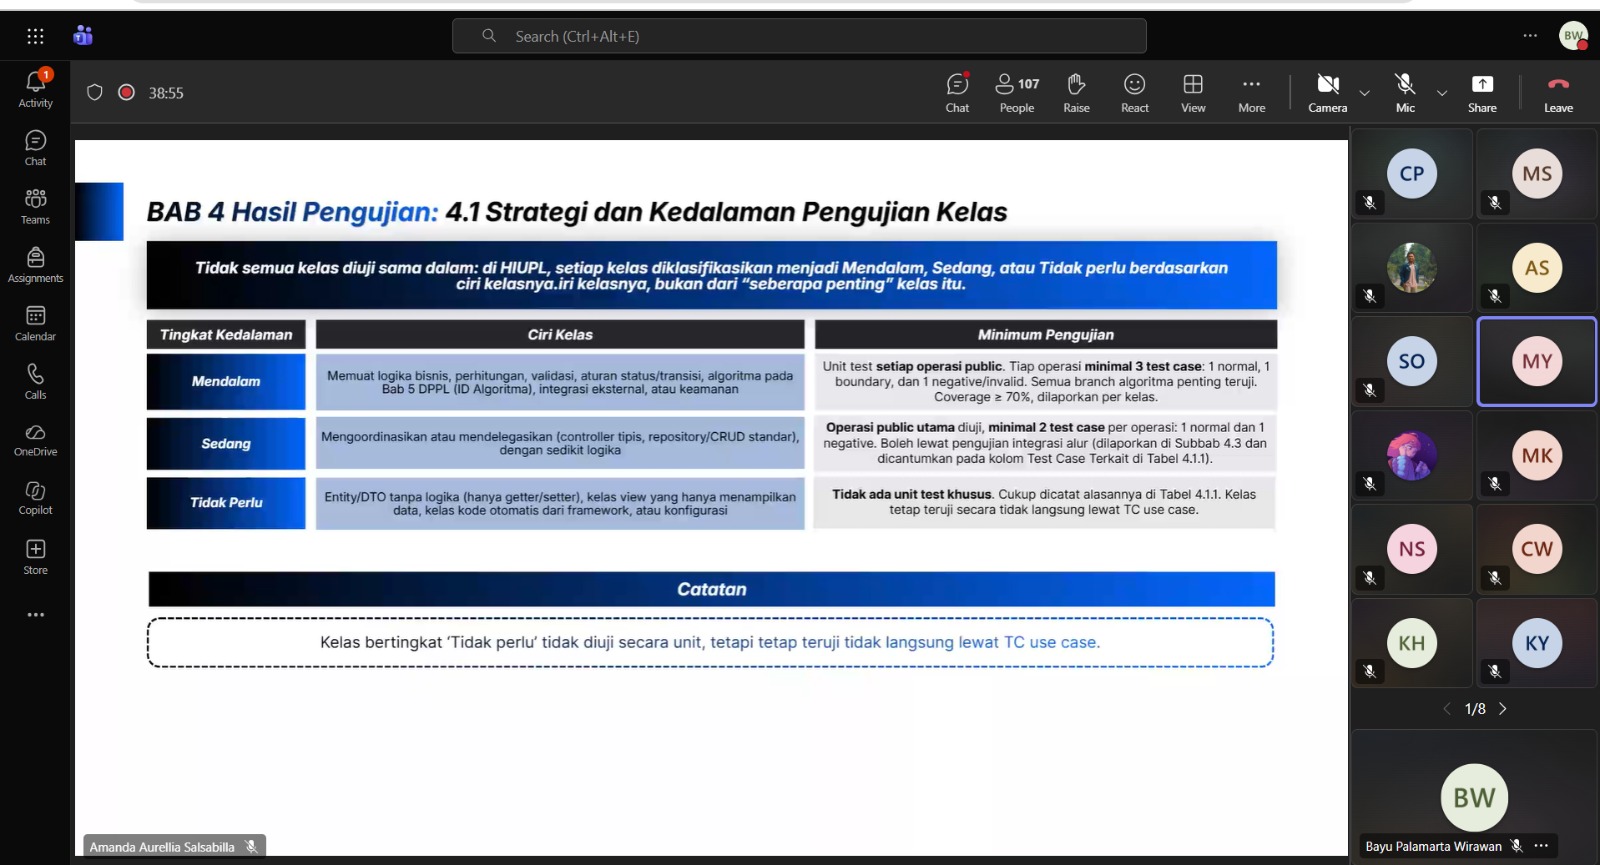 Search (Ctrl+Alt+E)
BW
1
Activity
Chat
Teams
Assignments
Calendar
Calls
OneDrive
Copilot
Store
38:55
Chat
107
People
Raise
React
View
More
Camera
Mic
Share
Leave
BAB 4 Hasil Pengujian: 4.1 Strategi dan Kedalaman Pengujian Kelas
Tidak semua kelas diuji sama dalam: di HIUPL, setiap kelas diklasifikasikan menjadi Mendalam, Sedang, atau Tidak perlu berdasarkan
ciri kelasnya.iri kelasnya, bukan dari “seberapa penting” kelas itu.
Tingkat Kedalaman
Ciri Kelas
Minimum Pengujian
Mendalam
Memuat logika bisnis, perhitungan, validasi, aturan status/transisi, algoritma pada
Bab 5 DPPL (ID Algoritma), integrasi eksternal, atau keamanan
Unit test setiap operasi public. Tiap operasi minimal 3 test case: 1 normal, 1
boundary, dan 1 negative/invalid. Semua branch algoritma penting teruji.
Coverage ≥ 70%, dilaporkan per kelas.
Sedang
Mengoordinasikan atau mendelegasikan (controller tipis, repository/CRUD standar),
dengan sedikit logika
Operasi public utama diuji, minimal 2 test case per operasi: 1 normal dan 1
negative. Boleh lewat pengujian integrasi alur (dilaporkan di Subbab 4.3 dan
dicantumkan pada kolom Test Case Terkait di Tabel 4.1.1).
Tidak Perlu
Entity/DTO tanpa logika (hanya getter/setter), kelas view yang hanya menampilkan
data, kelas kode otomatis dari framework, atau konfigurasi
Tidak ada unit test khusus. Cukup dicatat alasannya di Tabel 4.1.1. Kelas
tetap teruji secara tidak langsung lewat TC use case.
Catatan
Kelas bertingkat ‘Tidak perlu’ tidak diuji secara unit, tetapi tetap teruji tidak langsung lewat TC use case.
Amanda Aurellia Salsabilla
CP
MS
AS
SO
MY
MK
NS
CW
KH
KY
1/8
BW
Bayu Palamarta Wirawan